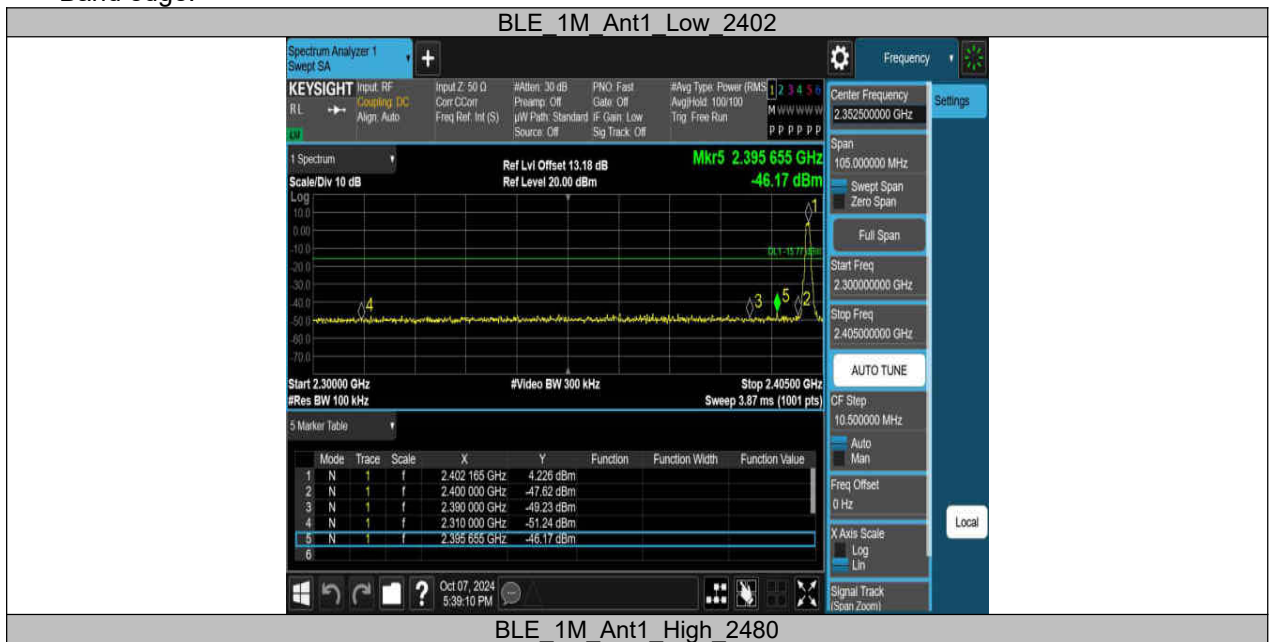 BLE_1M_Ant1_Low_2402
Spectrum Analyzer 1
Swept SA
+
Frequency
KEYSIGHT
RL
Input: RF
Coupling: DC
Align: Auto
Input Z: 50 Ω
Corr CCorr
Freq Ref: Int (S)
#Atten: 30 dB
Preamp: Off
µW Path: Standard
Source: Off
PNO: Fast
Gate: Off
IF Gain: Low
Sig Track: Off
#Avg Type: Power (RMS
Avg|Hold: 100/100
Trig: Free Run
1 2 3 4 5 6
M W W W W W
P P P P P P
Center Frequency
2.352500000 GHz
Settings
Span
105.000000 MHz
Swept Span
Zero Span
Full Span
Start Freq
2.300000000 GHz
Stop Freq
2.405000000 GHz
AUTO TUNE
CF Step
10.500000 MHz
Auto
Man
Freq Offset
0 Hz
X Axis Scale
Log
Lin
Local
Signal Track
(Span Zoom)
1 Spectrum
Scale/Div 10 dB
Ref Lvl Offset 13.18 dB
Ref Level 20.00 dBm
Mkr5 2.395 655 GHz
-46.17 dBm
Log
10.0
0.00
-10.0
-20.0
-30.0
-40.0
-50.0
-60.0
-70.0
DL1 -15.77 dBm
1
4
3
5
2
Start 2.30000 GHz
#Res BW 100 kHz
#Video BW 300 kHz
Stop 2.40500 GHz
Sweep 3.87 ms (1001 pts)
5 Marker Table
Mode Trace Scale X Y Function Function Width Function Value
1 N 1 f 2.402 165 GHz 4.226 dBm
2 N 1 f 2.400 000 GHz -47.62 dBm
3 N 1 f 2.390 000 GHz -49.23 dBm
4 N 1 f 2.310 000 GHz -51.24 dBm
5 N 1 f 2.395 655 GHz -46.17 dBm
6
?
Oct 07, 2024
5:39:10 PM
BLE_1M_Ant1_High_2480